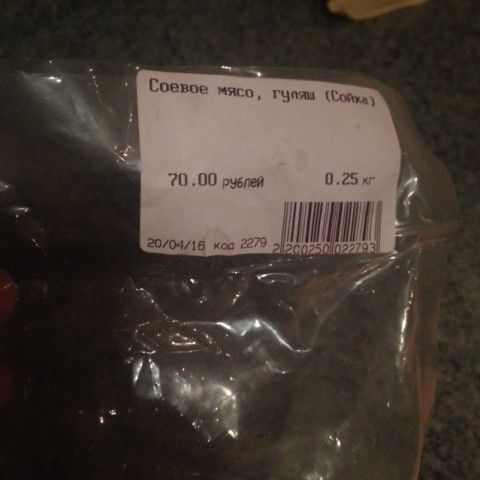 Соевое мясо, гуляш (Сойка)
70.00 рублей 0.25 кг
20/04/16 код 2279 2 200250 022793